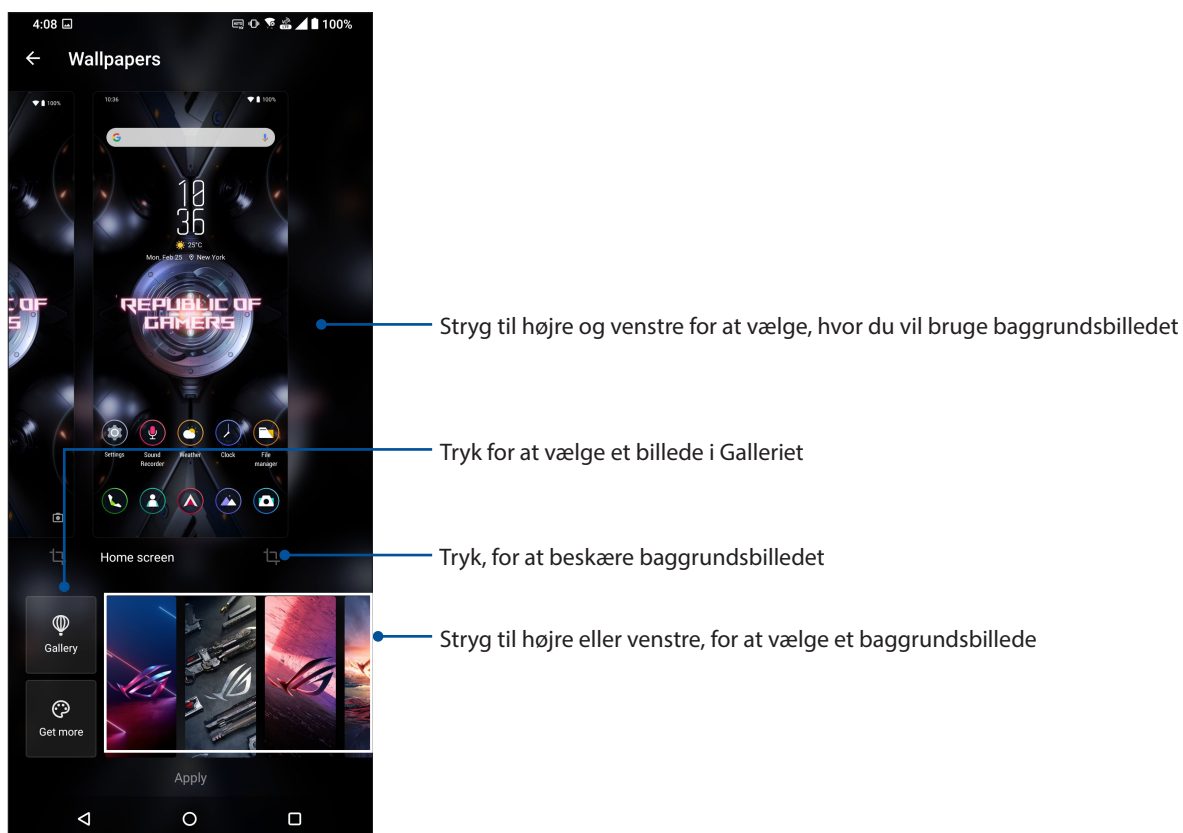 4:08 100%
Wallpapers
100%
10:36 100%
10
36
25°C
Mon, Feb 25 New York
REPUBLIC OF
GAMERS
OF
S
Stryg til højre og venstre for at vælge, hvor du vil bruge baggrundsbilledet
Settings Sound Recorder Weather Clock File manager
Tryk for at vælge et billede i Galleriet
Home screen
Tryk, for at beskære baggrundsbilledet
Gallery
Stryg til højre eller venstre, for at vælge et baggrundsbillede
Get more
Apply